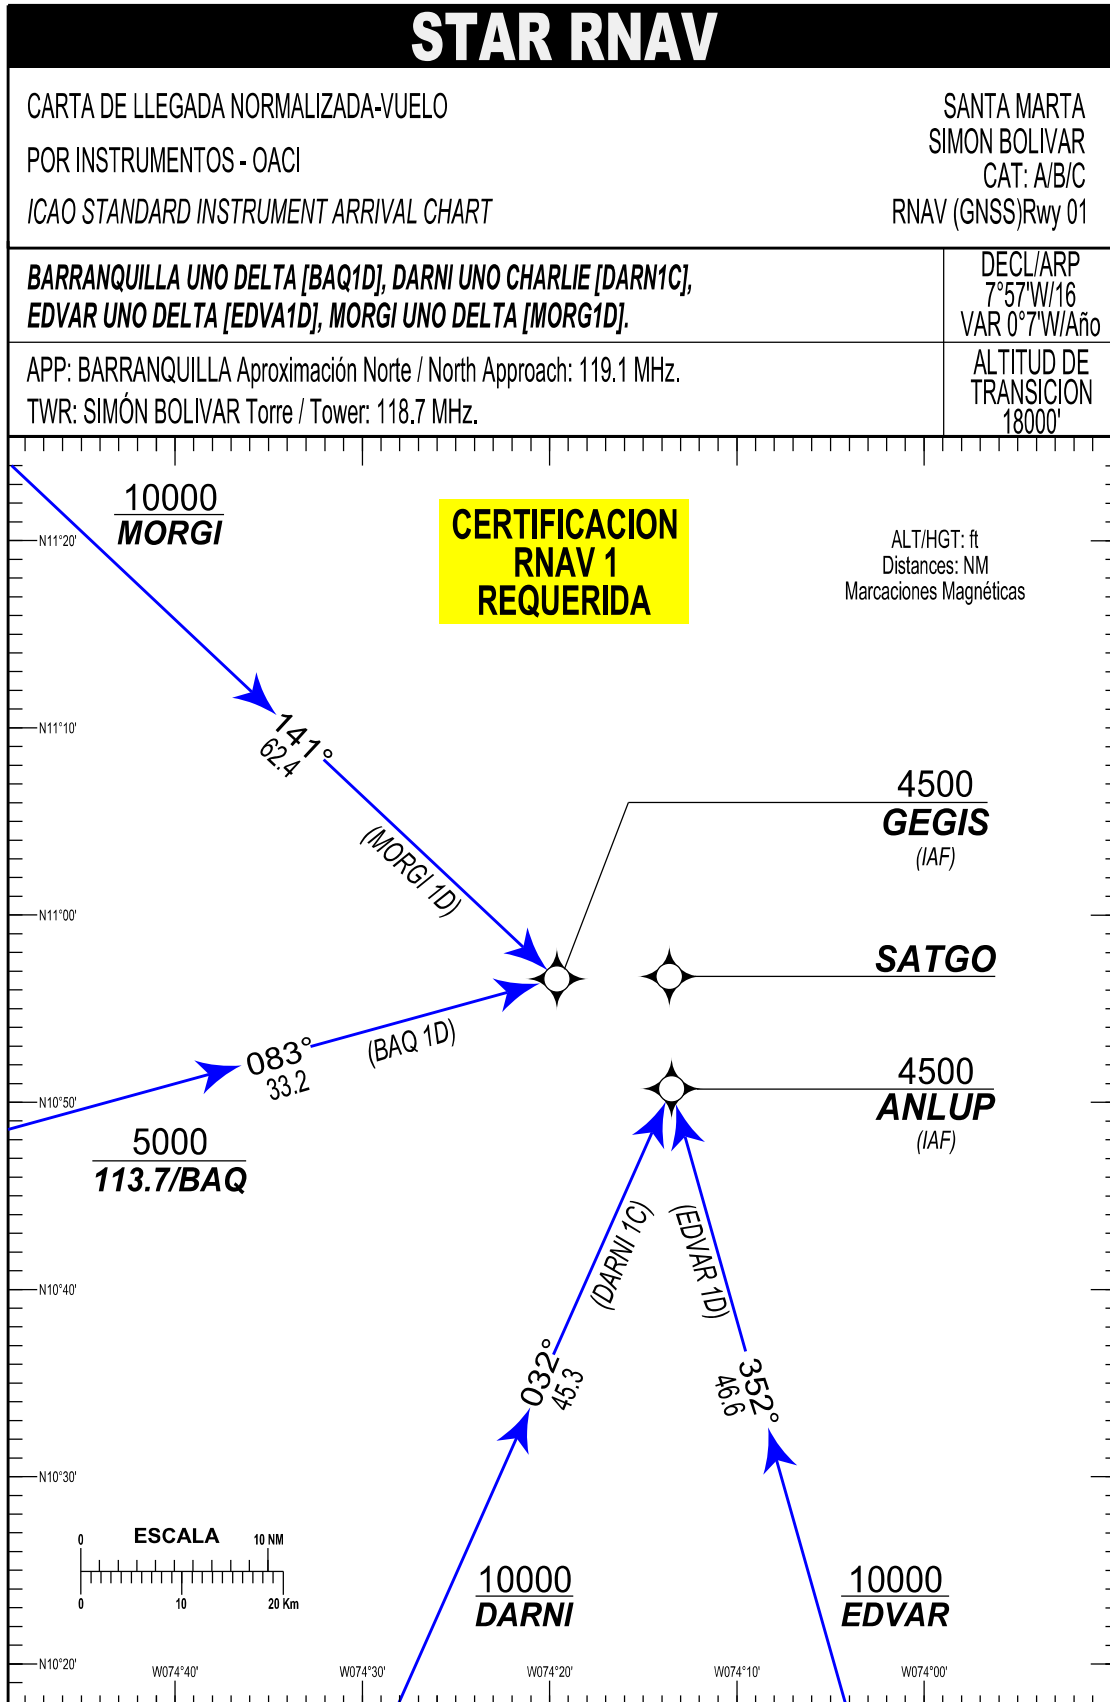 STAR RNAV
CARTA DE LLEGADA NORMALIZADA-VUELO
POR INSTRUMENTOS - OACI
ICAO STANDARD INSTRUMENT ARRIVAL CHART
SANTA MARTA
SIMON BOLIVAR
CAT: A/B/C
RNAV (GNSS)Rwy 01
BARRANQUILLA UNO DELTA [BAQ1D], DARNI UNO CHARLIE [DARN1C],
EDVAR UNO DELTA [EDVA1D], MORGI UNO DELTA [MORG1D].
DECL/ARP
7°57'W/16
VAR 0°7'W/Año
APP: BARRANQUILLA Aproximación Norte / North Approach: 119.1 MHz.
TWR: SIMÓN BOLIVAR Torre / Tower: 118.7 MHz.
ALTITUD DE
TRANSICION
18000'
10000
MORGI
CERTIFICACION
RNAV 1
REQUERIDA
ALT/HGT: ft
Distances: NM
Marcaciones Magnéticas
N11°20'
N11°10'
141°
62.4
(MORGI 1D)
4500
GEGIS
(IAF)
N11°00'
SATGO
083°
33.2
(BAQ 1D)
4500
ANLUP
(IAF)
N10°50'
5000
113.7/BAQ
(DARNI 1C)
(EDVAR 1D)
N10°40'
032°
45.3
352°
46.6
N10°30'
ESCALA
0
10 NM
0
10
20 Km
10000
DARNI
10000
EDVAR
N10°20'
W074°40'
W074°30'
W074°20'
W074°10'
W074°00'